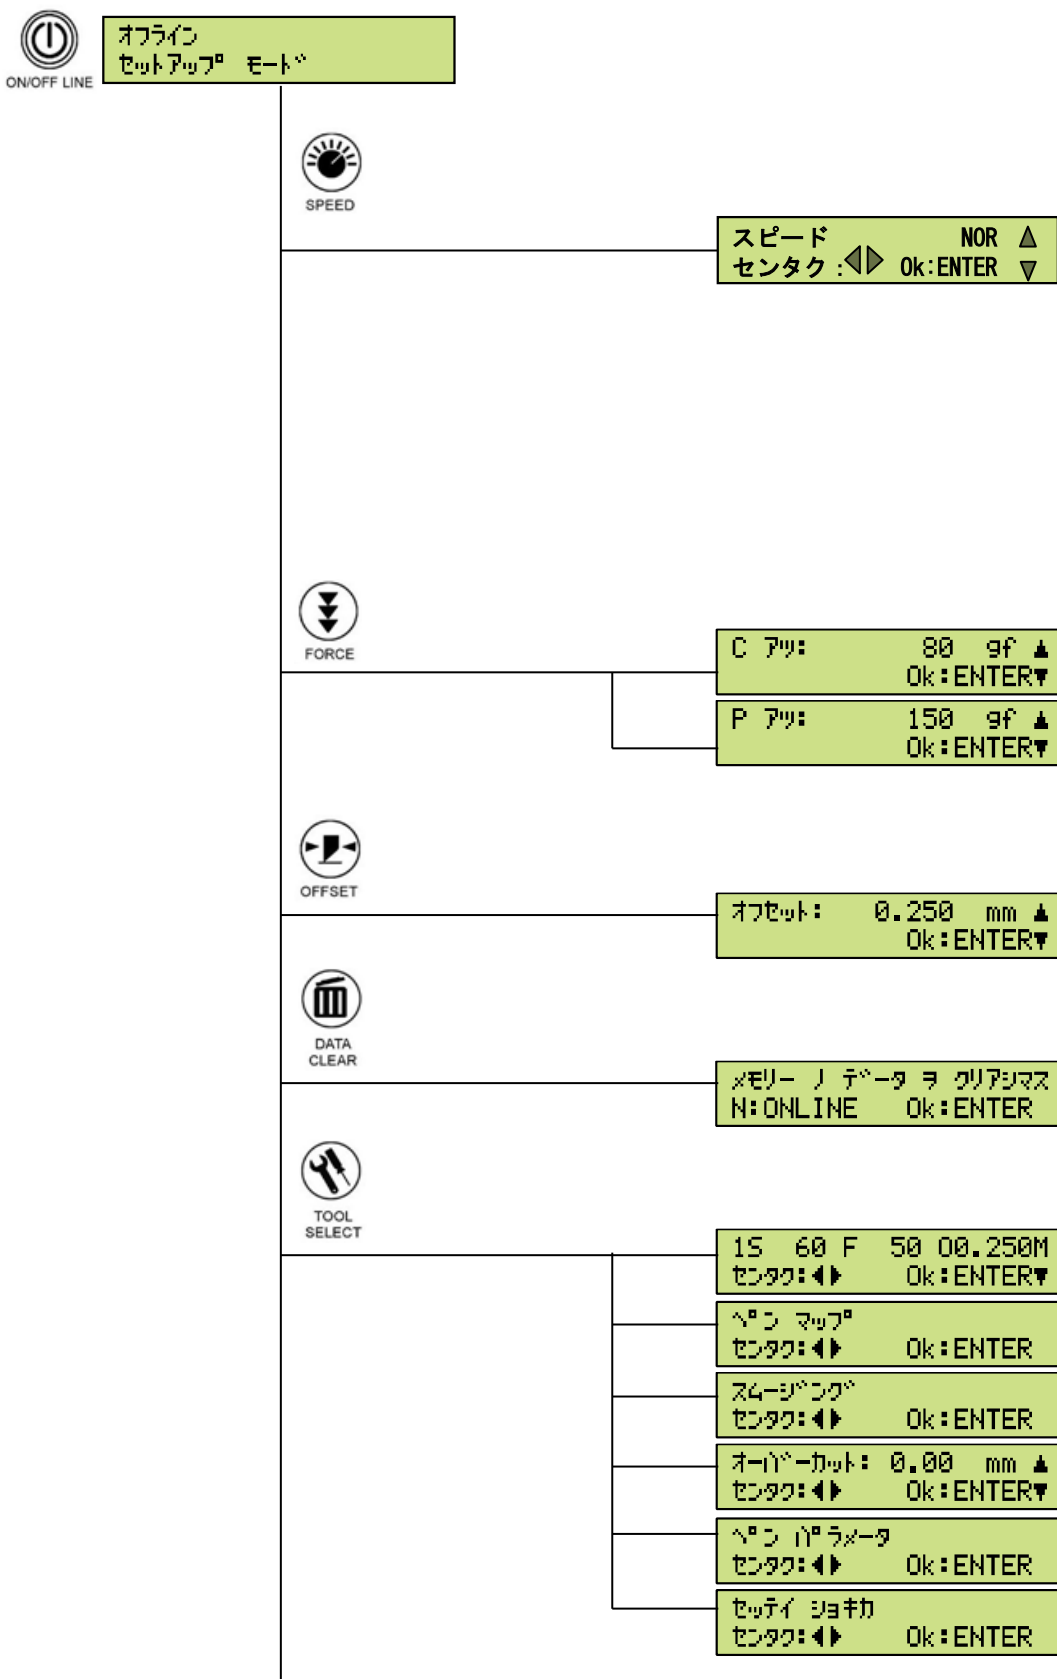 オフライン
セットアップ モード
ON/OFF LINE
SPEED
スピード NOR △
センタク:◁▷ Ok:ENTER ▽
FORCE
C アツ: 80 gf ▲
Ok:ENTER▼
P アツ: 150 gf ▲
Ok:ENTER▼
OFFSET
オフセット: 0.250 mm ▲
Ok:ENTER▼
DATA
CLEAR
メモリー ノ データ ヲ クリアシマス
N:ONLINE Ok:ENTER
TOOL
SELECT
1S 60 F 50 O0.250M
センタク:◀▶ Ok:ENTER▼
ペン マップ
センタク:◀▶ Ok:ENTER
スムージング
センタク:◀▶ Ok:ENTER
オーバーカット: 0.00 mm ▲
センタク:◀▶ Ok:ENTER▼
ペン パラメータ
センタク:◀▶ Ok:ENTER
セッテイ ショキカ
センタク:◀▶ Ok:ENTER